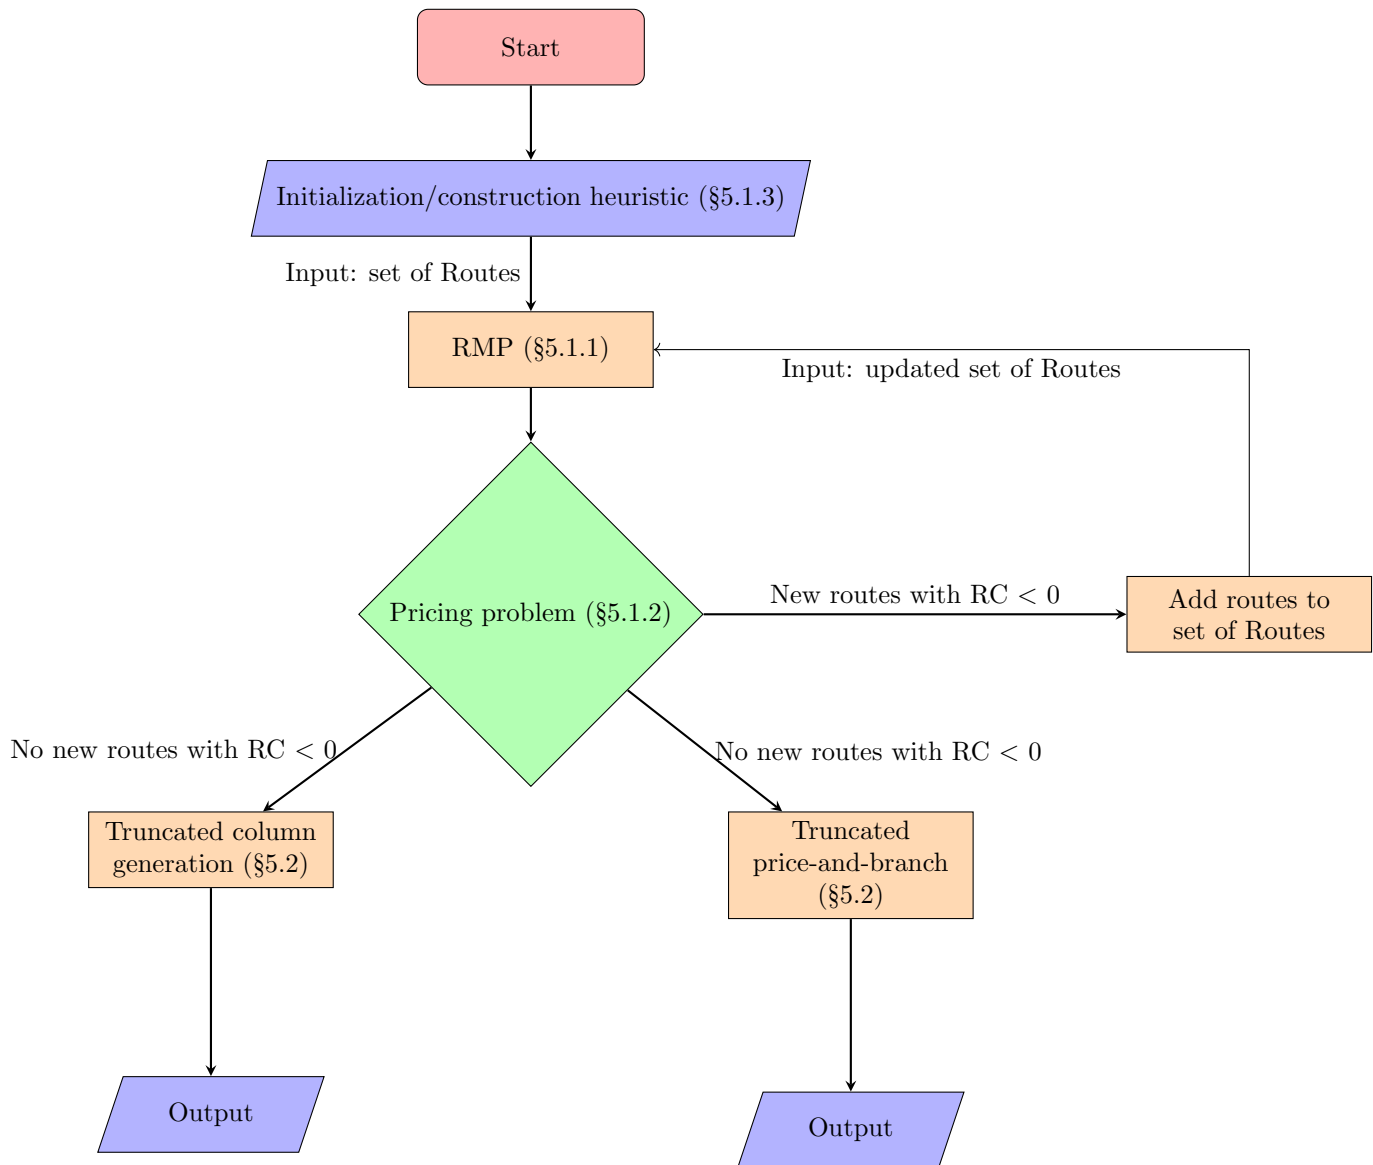 Start
Initialization/construction heuristic (§5.1.3)
Input: set of Routes
RMP (§5.1.1)
Input: updated set of Routes
Pricing problem (§5.1.2)
New routes with RC < 0
Add routes to
set of Routes
No new routes with RC < 0
No new routes with RC < 0
Truncated column
generation (§5.2)
Truncated
price-and-branch
(§5.2)
Output
Output